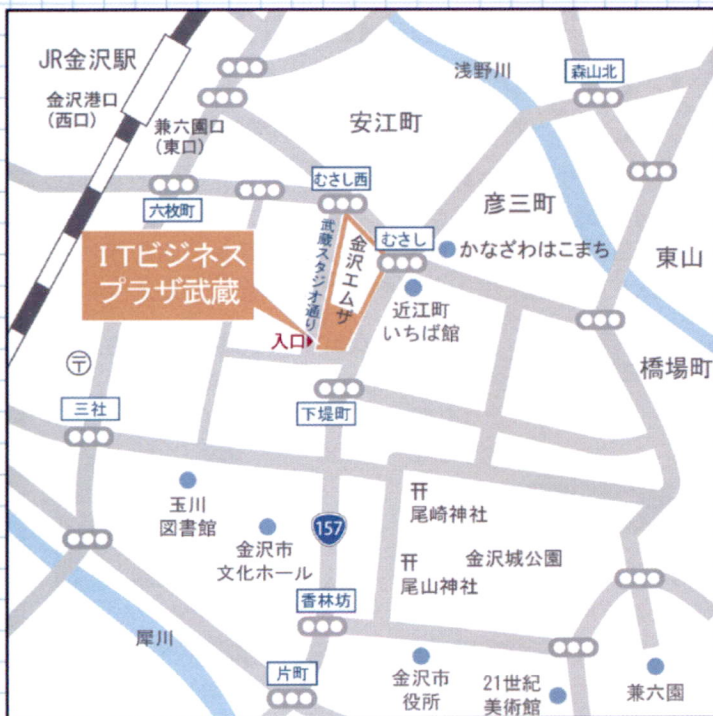 JR金沢駅
金沢港口
(西口)
兼六園口
(東口)
浅野川
森山北
安江町
むさし西
六枚町
彦三町
むさし
かなざわはこまち
東山
ITビジネス
プラザ武蔵
武蔵スタジオ通り
金沢エムザ
近江町
いちば館
入口
橋場町
三社
下堤町
玉川
図書館
157
尾崎神社
金沢市
文化ホール
金沢城公園
尾山神社
香林坊
犀川
片町
金沢市
役所
21世紀
美術館
兼六園